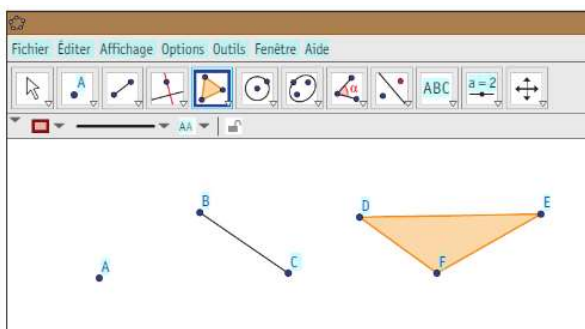 Fichier Éditer Affichage Options Outils Fenêtre Aide
A α ABC a = 2
AA
B D E
A C F